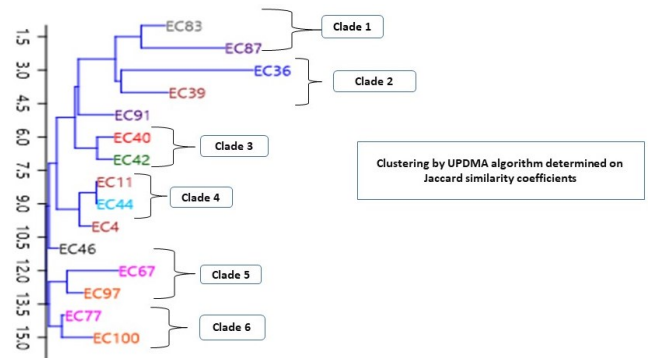 EC83
Clade 1
1.5
EC87
3.0
EC36
Clade 2
EC39
4.5
EC91
6.0
EC40
Clade 3
EC42
7.5
EC11
Clade 4
9.0
EC44
EC4
10.5
EC46
12.0
EC67
Clade 5
EC97
13.5
EC77
Clade 6
15.0
EC100
Clustering by UPDMA algorithm determined on
Jaccard similarity coefficients